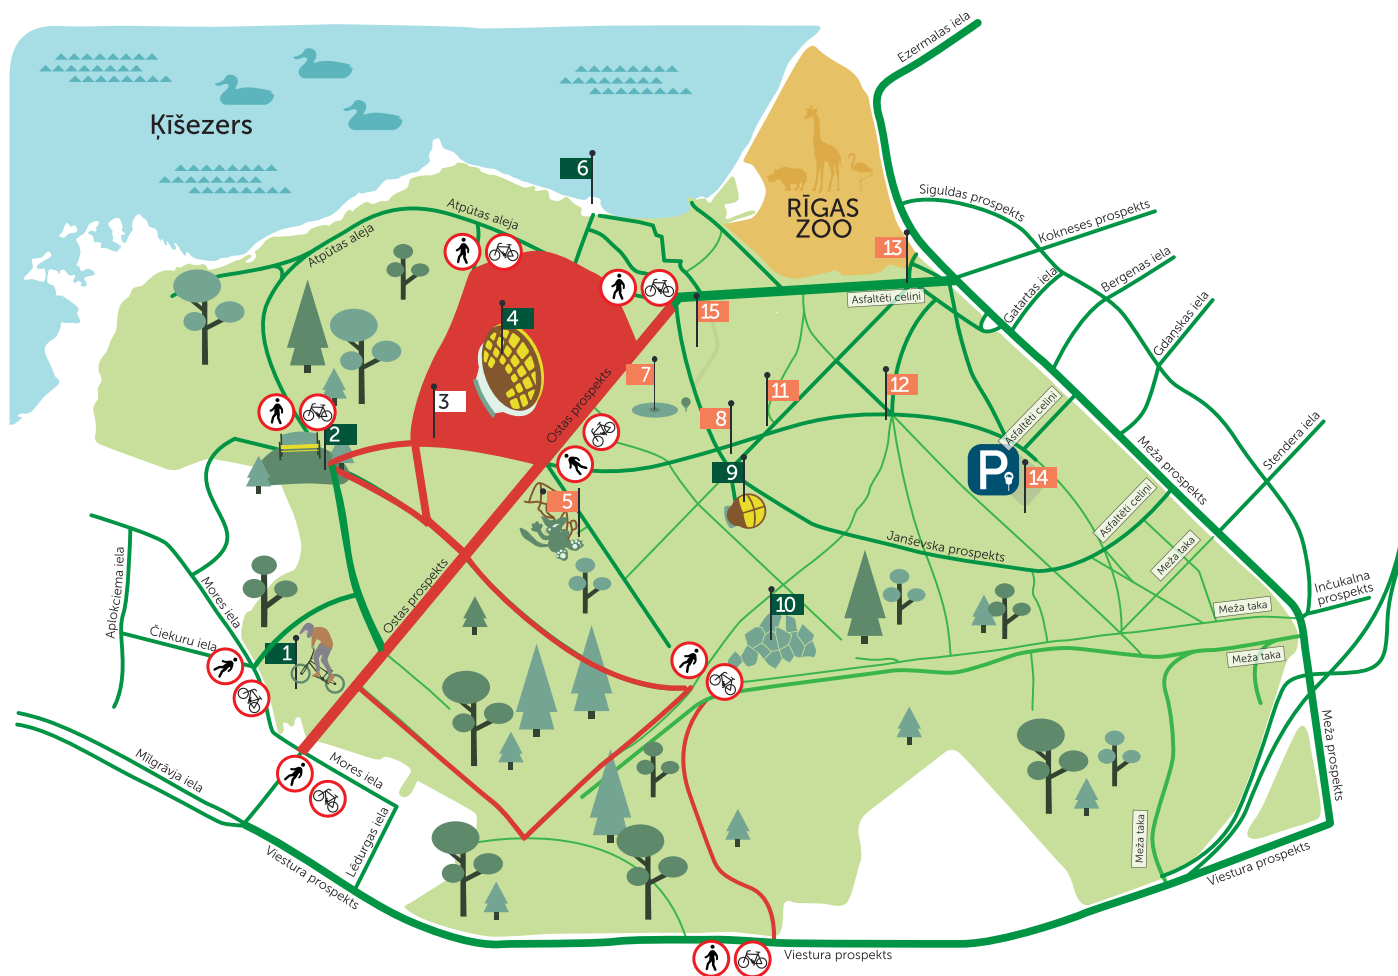 Ezermalas iela
Ķīšezers
6
Siguldas prospekts
RĪGAS
ZOO
Atpūtas aleja
Atpūtas aleja
Kokneses prospekts
13
Bergenas iela
Gatartas iela
Asfaltēti celiņi
Gdaņskas iela
15
4
7
3
11
12
Ostas prospekts
8
Asfaltēti celiņi
2
9
P
14
Meža prospekts
Stendera iela
5
Asfaltēti celiņi
Janševska prospekts
Meža taka
Aplokciema iela
Mores iela
Ostas prospekts
10
Inčukalna
prospekts
Meža taka
Čiekuru iela
1
Meža taka
Mores iela
Mīlgrāvja iela
Meža prospekts
Lēdurgas iela
Meža taka
Viestura prospekts
Viestura prospekts
Viestura prospekts